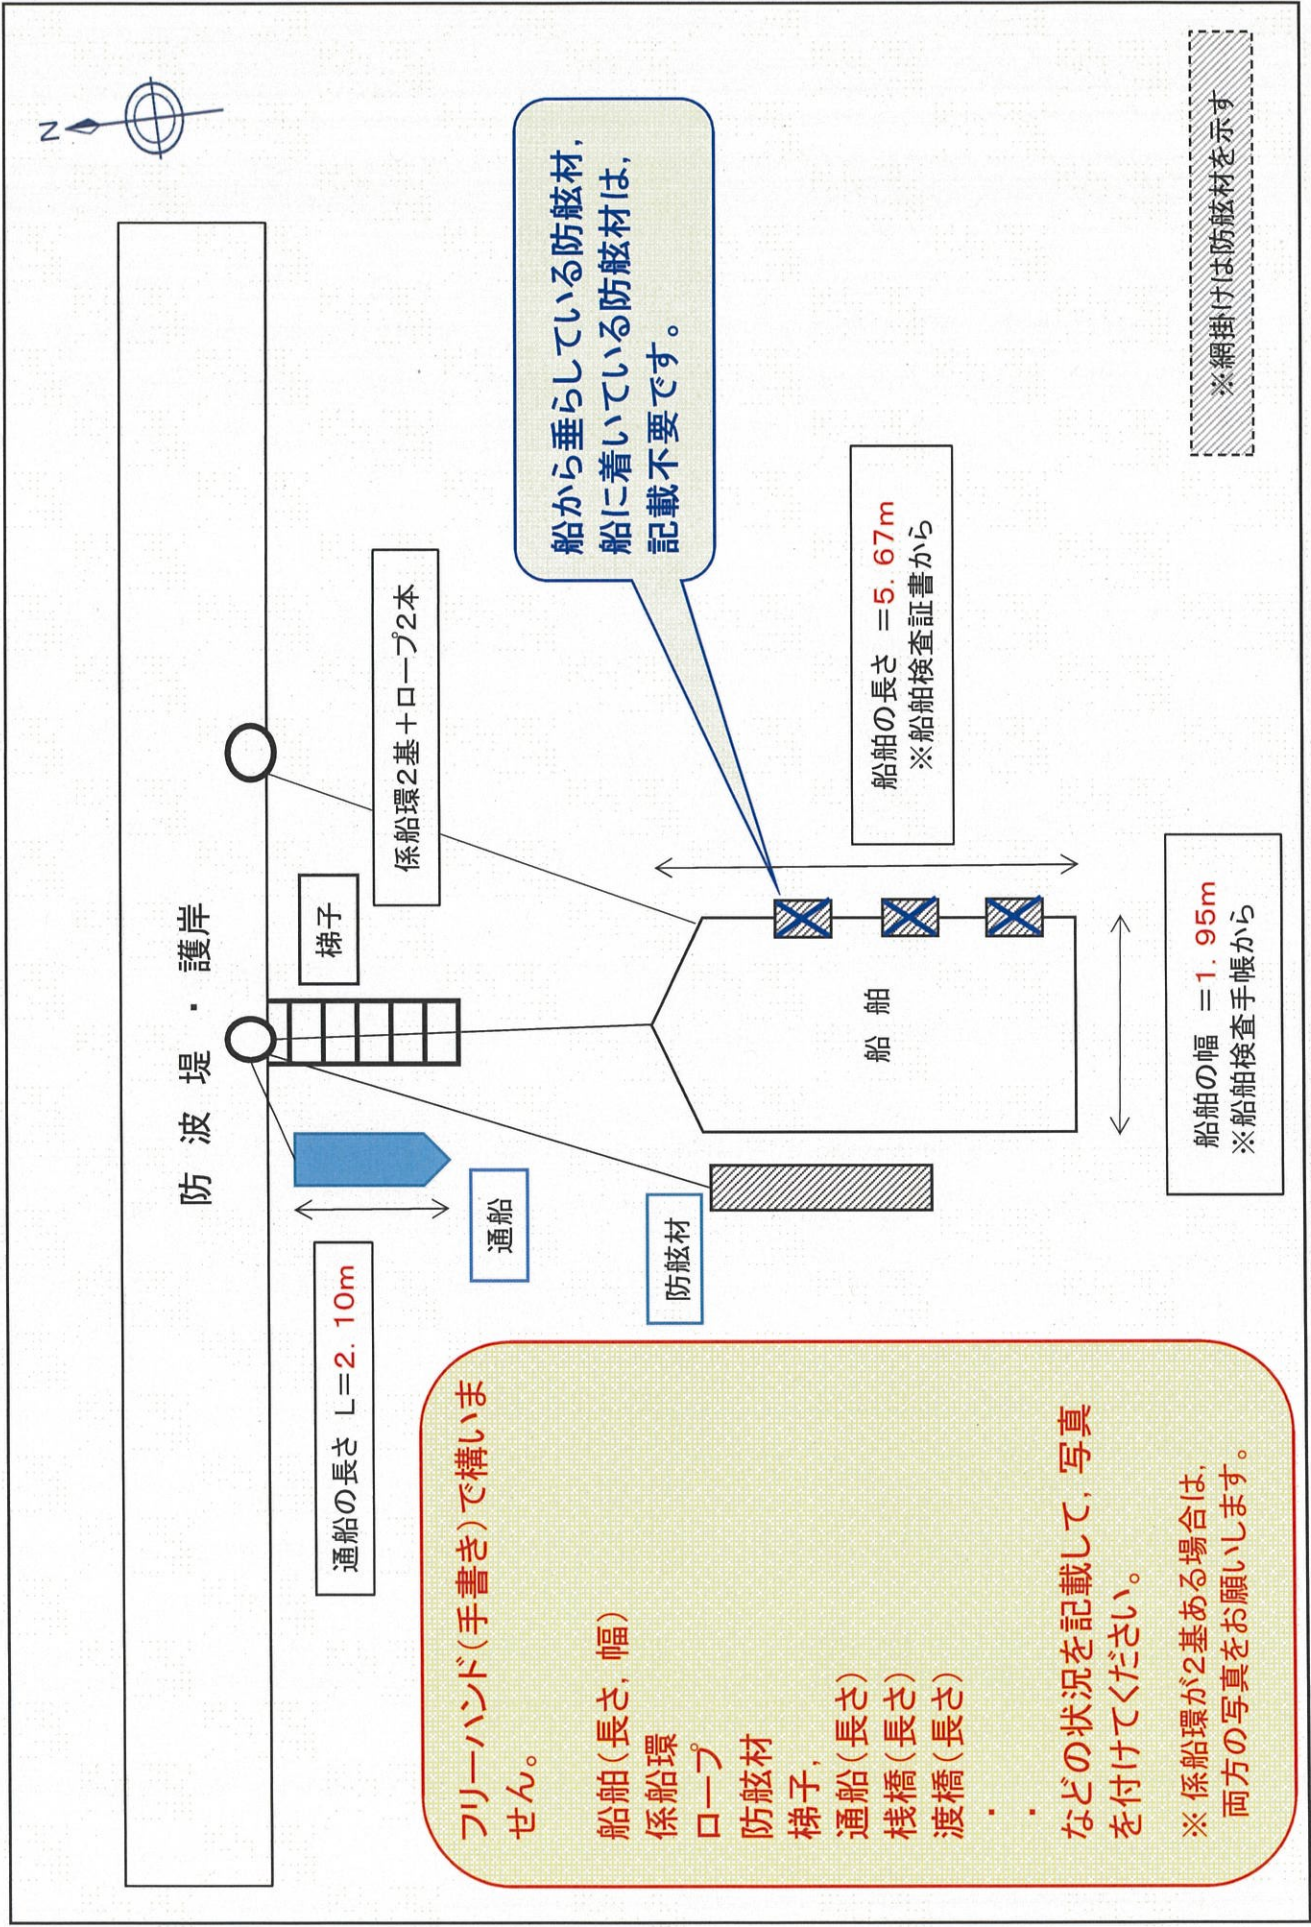 N
防 波 堤 ・ 護岸
通船の長さ L=2. 10m
梯子
係船環2基+ロープ2本
通船
防舷材
船 舶
船から垂らしている防舷材,
船に着いている防舷材は,
記載不要です。
船舶の長さ =5. 67m
※船舶検査証書から
船舶の幅 =1. 95m
※船舶検査手帳から
※網掛けは防舷材を示す
フリーハンド(手書き)で構いま
せん。
船舶(長さ, 幅)
係船環
ロープ
防舷材
梯子,
通船(長さ)
桟橋(長さ)
渡橋(長さ)
・
・
などの状況を記載して, 写真
を付けてください。
※ 係船環が2基ある場合は,
両方の写真をお願いします。